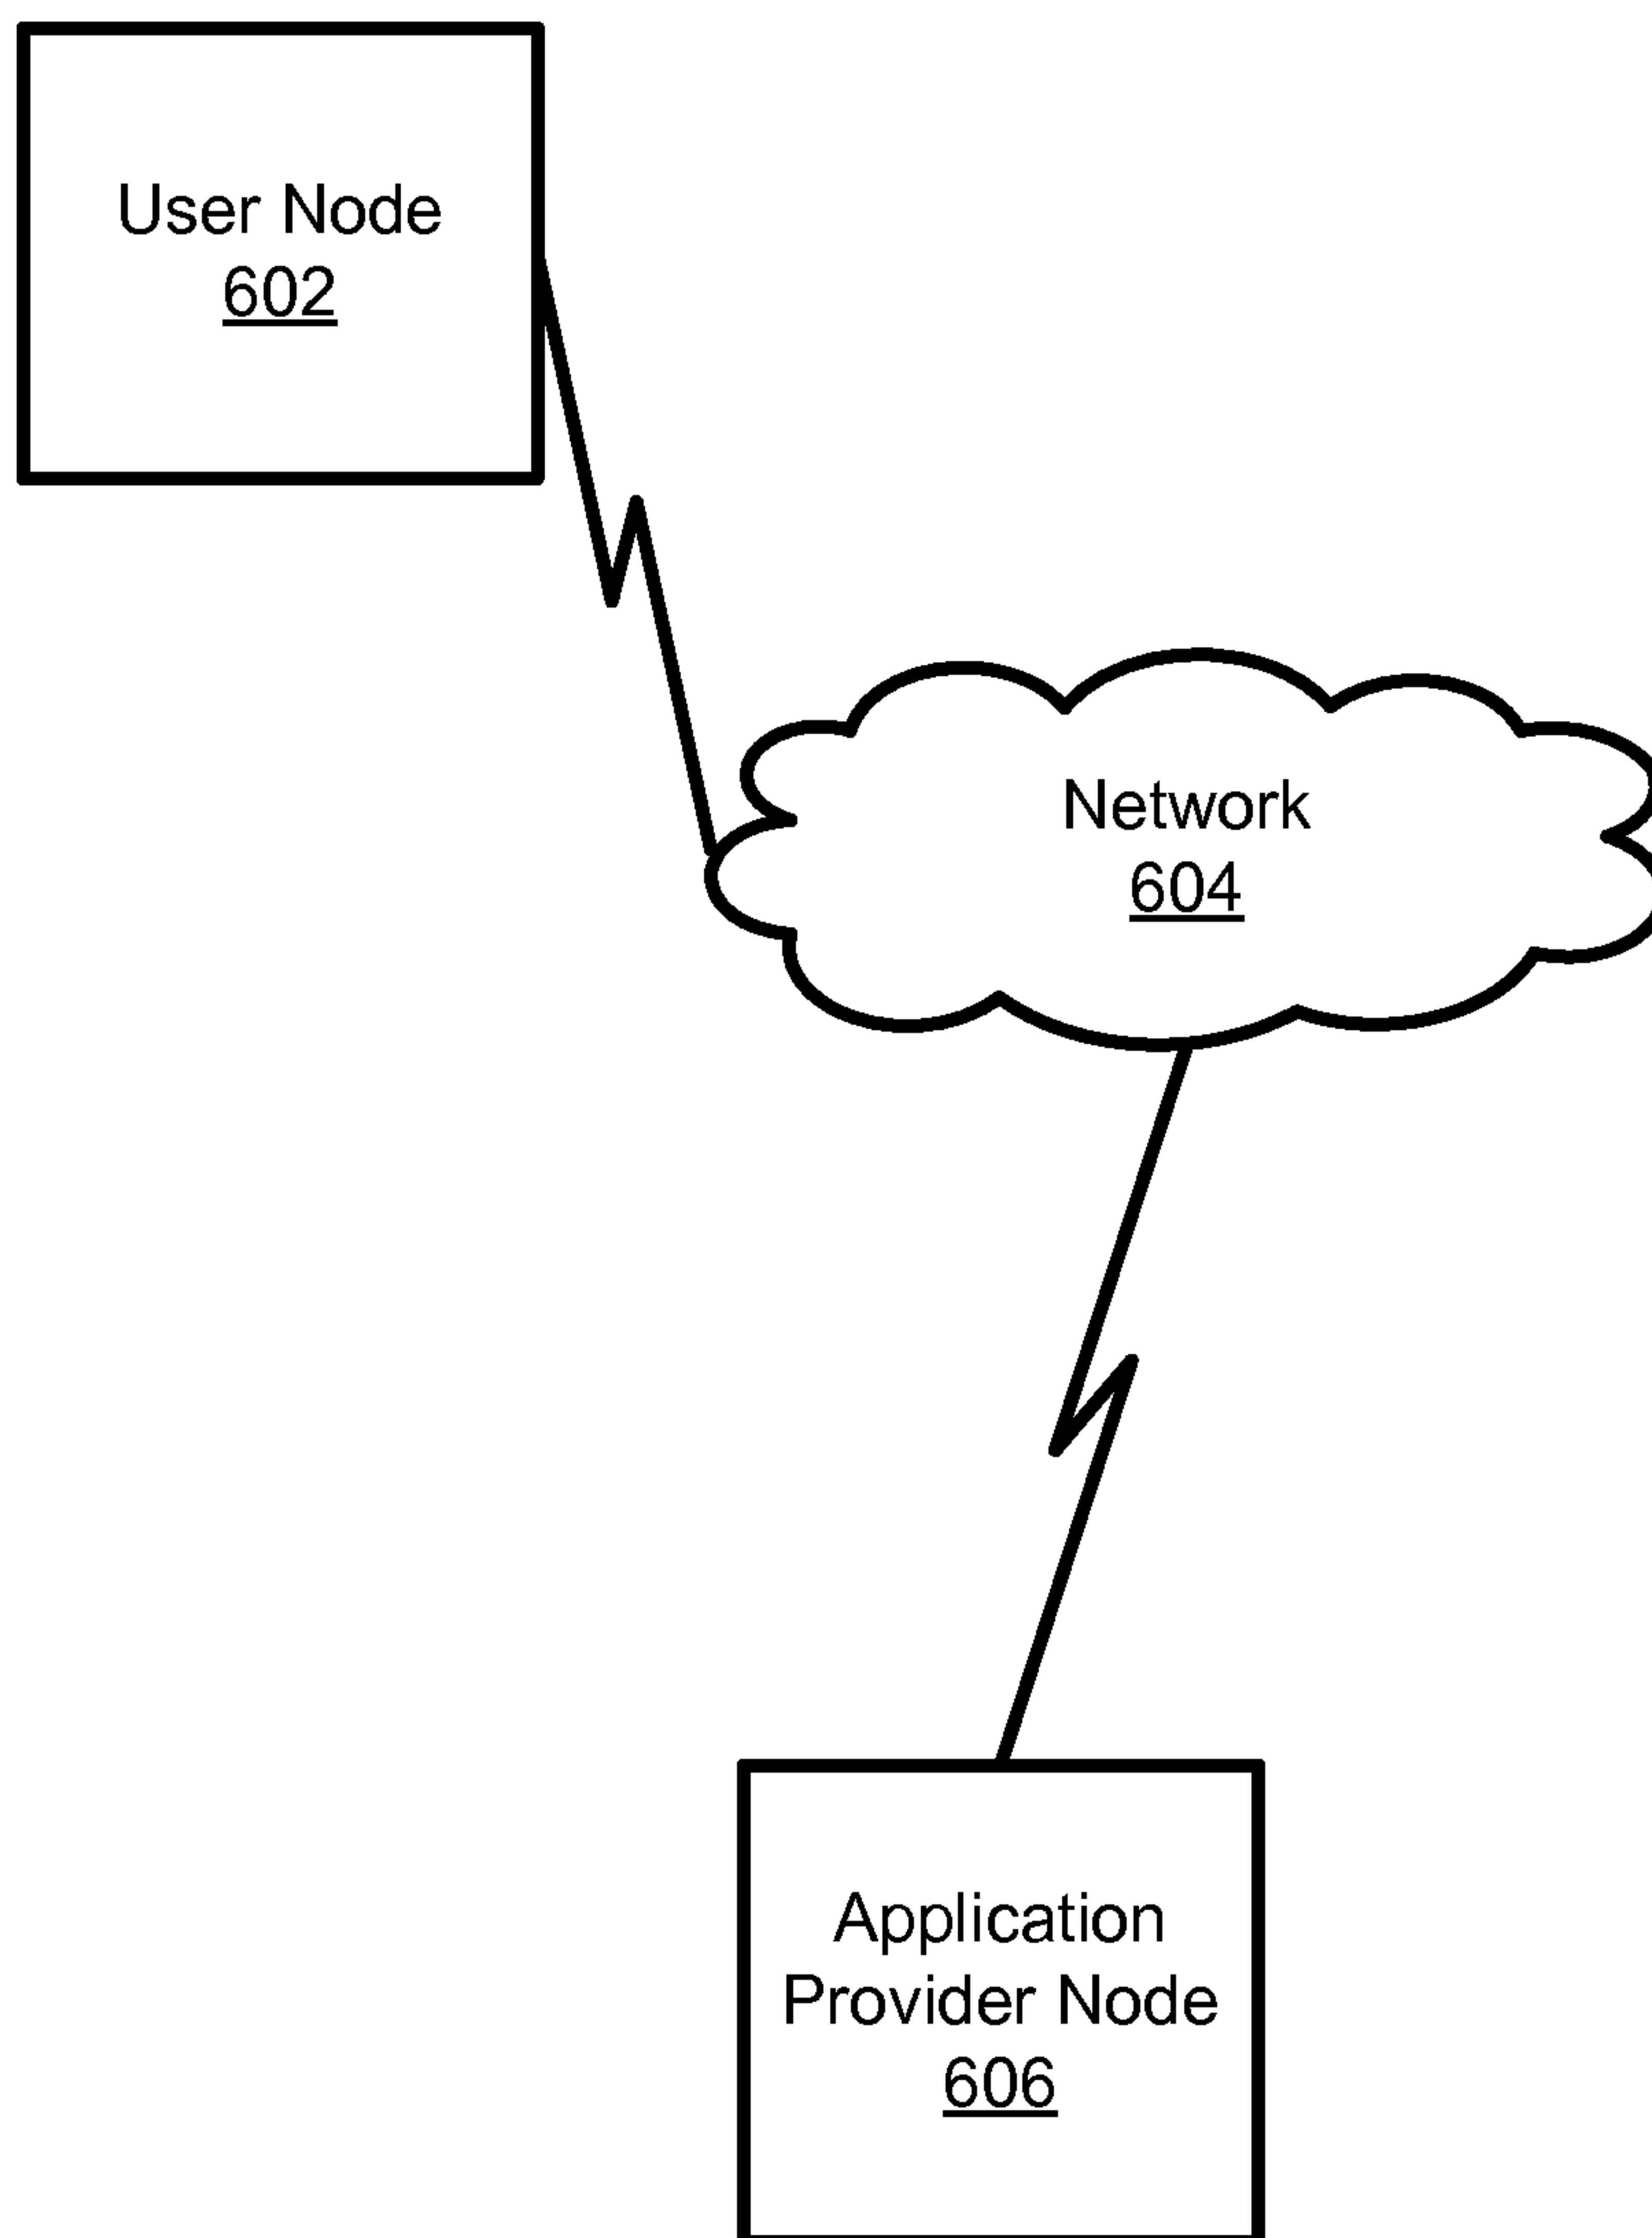 User Node
602
Network
604
Application
Provider Node
606